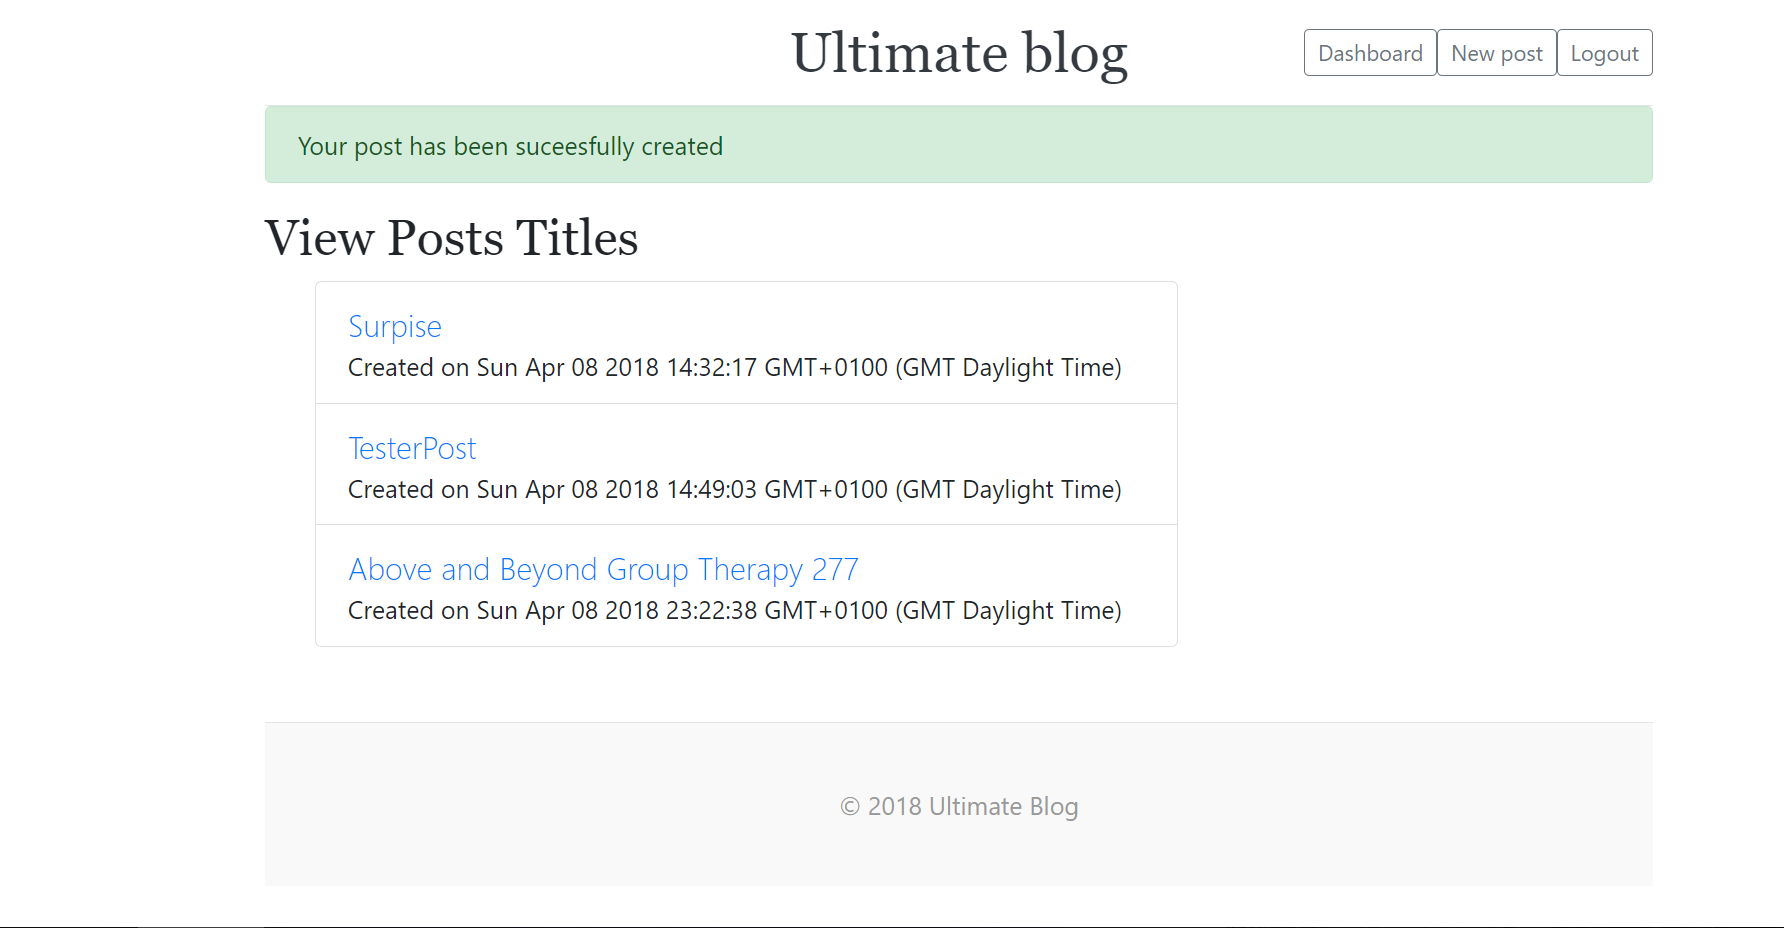 Ultimate blog
Dashboard New post Logout
Your post has been suceesfully created
View Posts Titles
Surpise
Created on Sun Apr 08 2018 14:32:17 GMT+0100 (GMT Daylight Time)
TesterPost
Created on Sun Apr 08 2018 14:49:03 GMT+0100 (GMT Daylight Time)
Above and Beyond Group Therapy 277
Created on Sun Apr 08 2018 23:22:38 GMT+0100 (GMT Daylight Time)
© 2018 Ultimate Blog